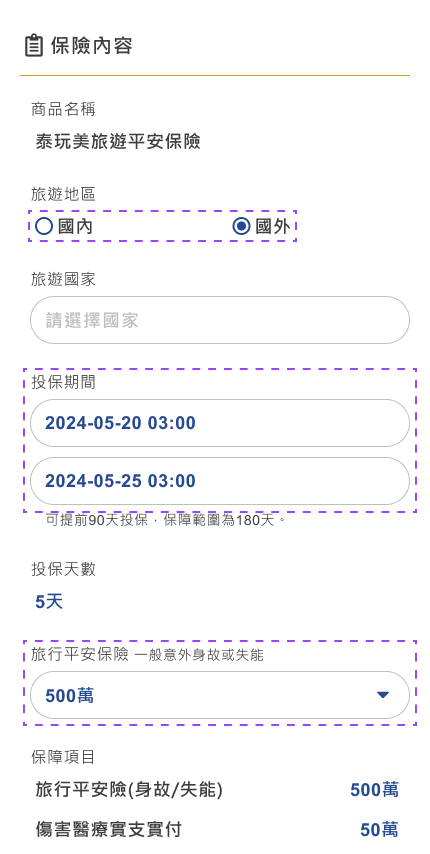 保險內容
商品名稱
泰玩美旅遊平安保險
旅遊地區
國內 國外
旅遊國家
請選擇國家
投保期間
2024-05-20 03:00
2024-05-25 03:00
可提前90天投保，保障範圍為180天。
投保天數
5天
旅行平安保險 一般意外身故或失能
500萬
保障項目
旅行平安險(身故/失能) 500萬
傷害醫療實支實付 50萬